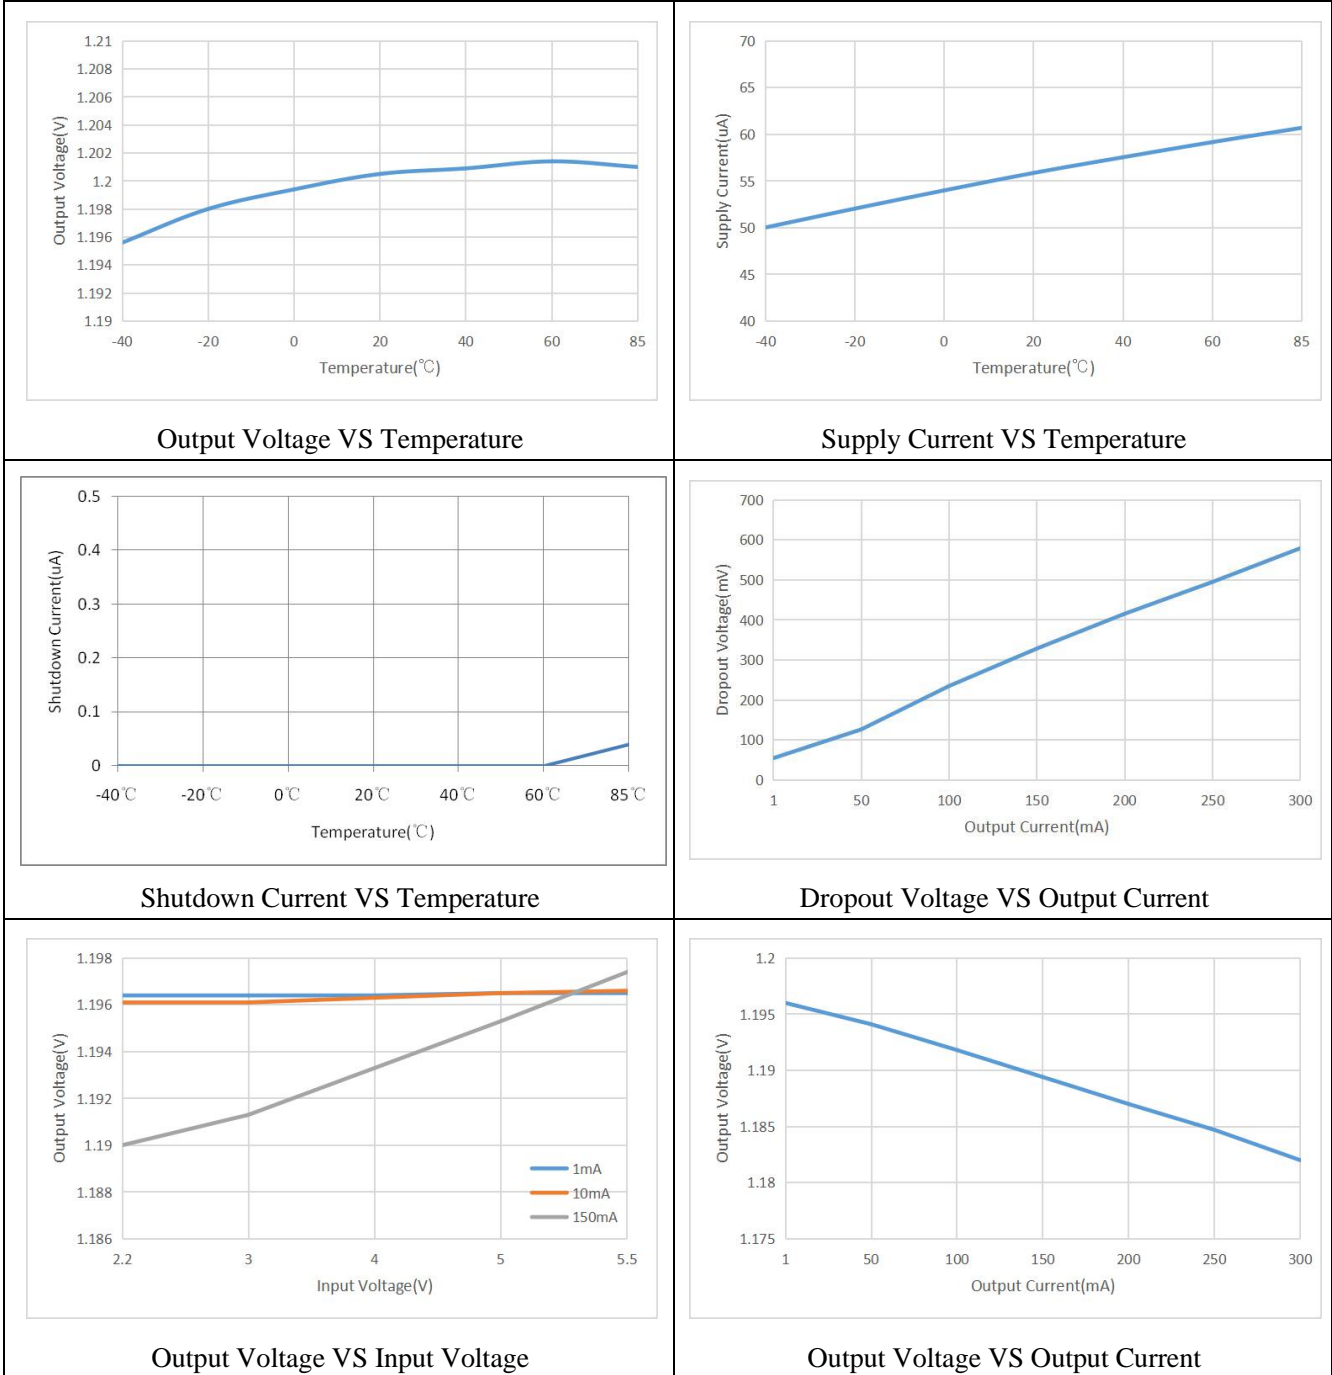 1.21
1.208
1.206
1.204
1.202
1.2
1.198
1.196
1.194
1.192
1.19
Output Voltage(V)
-40 -20 0 20 40 60 85
Temperature(℃)
Output Voltage VS Temperature
70
65
60
55
50
45
40
Supply Current(uA)
-40 -20 0 20 40 60 85
Temperature(℃)
Supply Current VS Temperature
0.5
0.4
0.3
0.2
0.1
0
Shutdown Current(uA)
-40℃ -20℃ 0℃ 20℃ 40℃ 60℃ 85℃
Temperature(℃)
Shutdown Current VS Temperature
700
600
500
400
300
200
100
0
Dropout Voltage(mV)
1 50 100 150 200 250 300
Output Current(mA)
Dropout Voltage VS Output Current
1.198
1.196
1.194
1.192
1.19
1.188
1.186
Output Voltage(V)
1mA
10mA
150mA
2.2 3 4 5 5.5
Input Voltage(V)
Output Voltage VS Input Voltage
1.2
1.195
1.19
1.185
1.18
1.175
Output Voltage(V)
1 50 100 150 200 250 300
Output Current(mA)
Output Voltage VS Output Current